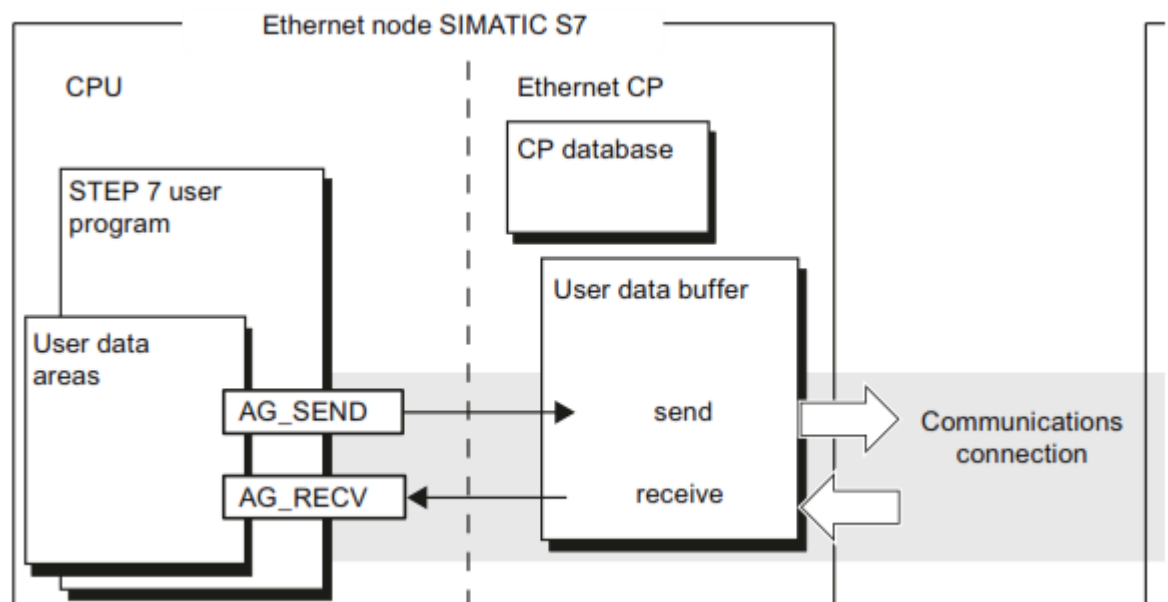 Ethernet node SIMATIC S7
CPU
Ethernet CP
CP database
STEP 7 user
program
User data buffer
User data
areas
AG_SEND
send
Communications
connection
AG_RECV
receive